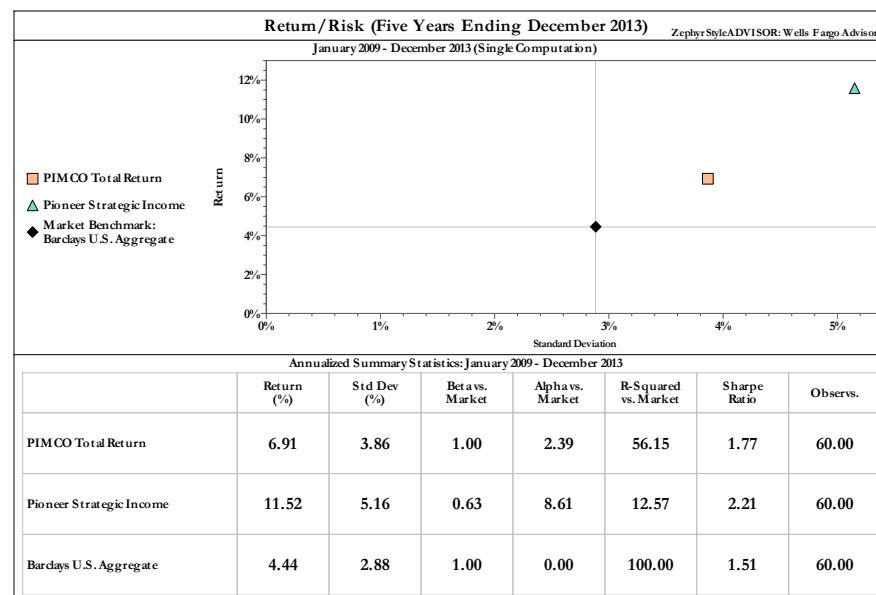 Return/Risk (Five Years Ending December 2013)
ZephyrStyleADVISOR: Wells Fargo Advisor
January 2009 - December 2013 (Single Computation)
12%
10%
8%
6%
4%
2%
0%
Return
PIMCO Total Return
Pioneer Strategic Income
Market Benchmark:
Barclays U.S. Aggregate
0% 1% 2% 3% 4% 5%
Standard Deviation
Annualized Summary Statistics: January 2009 - December 2013
Return (%) Std Dev (%) Beta vs. Market Alpha vs. Market R-Squared vs. Market Sharpe Ratio Observs.
PIMCO Total Return 6.91 3.86 1.00 2.39 56.15 1.77 60.00
Pioneer Strategic Income 11.52 5.16 0.63 8.61 12.57 2.21 60.00
Barclays U.S. Aggregate 4.44 2.88 1.00 0.00 100.00 1.51 60.00